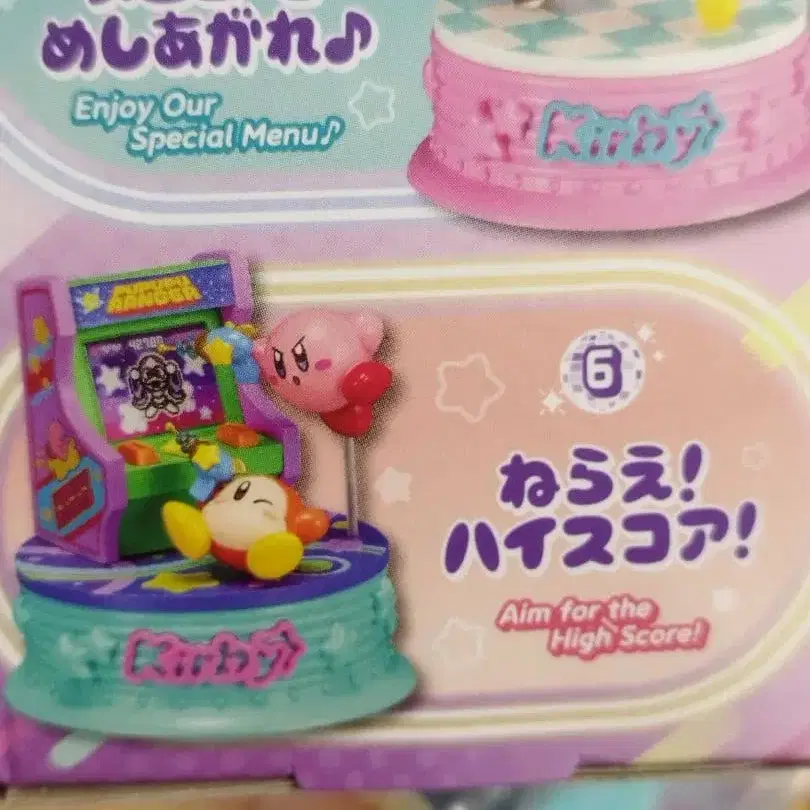 めしあがれ♪
Enjoy Our
Special Menu♪
Kirby
RANGER
6
ねらえ!
ハイスコア!
Aim for the
High Score!
Kirby